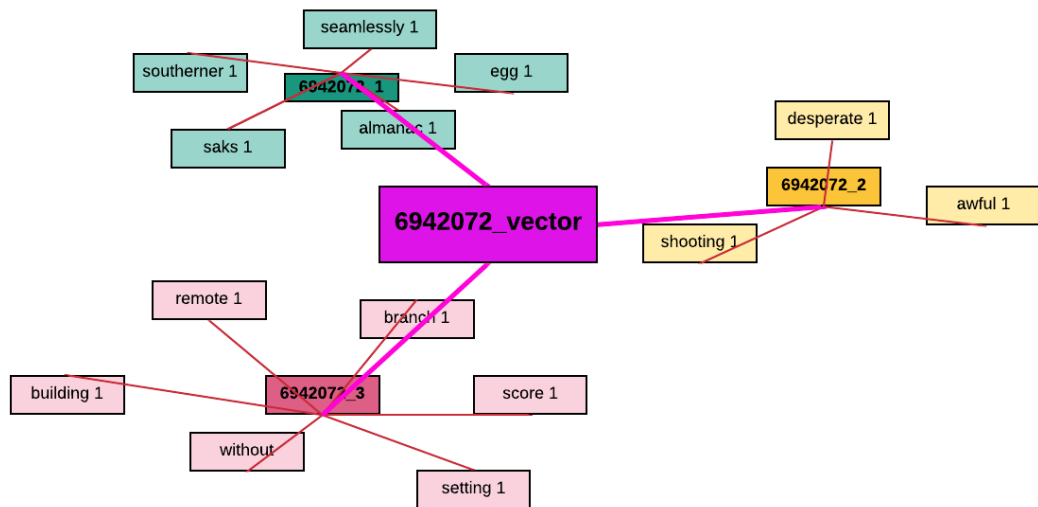 seamlessly 1
southerner 1
egg 1
6942072_1
almanac 1
saks 1
desperate 1
6942072_2
awful 1
shooting 1
6942072_vector
remote 1
branch 1
building 1
6942072_3
score 1
without
setting 1